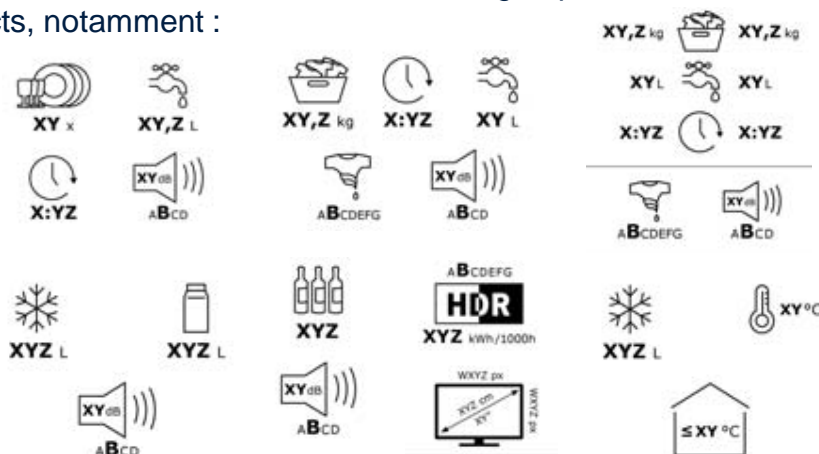 cts, notamment :
XY x
XY,Z L
X:YZ
XY dB
ABCD
XY,Z kg
X:YZ
XY L
ABCDEFG
XY dB
ABCD
XY,Z kg
XY,Z kg
XY L
XY L
X:YZ
X:YZ
ABCDEFG
XY dB
ABCD
XYZ L
XYZ L
XY dB
ABCD
XYZ
XY dB
ABCD
ABCDEFG
HDR
XYZ kWh/1000h
WXYZ px
WXYZ px
XYZ cm
XY"
XYZ L
XY °C
≤ XY °C